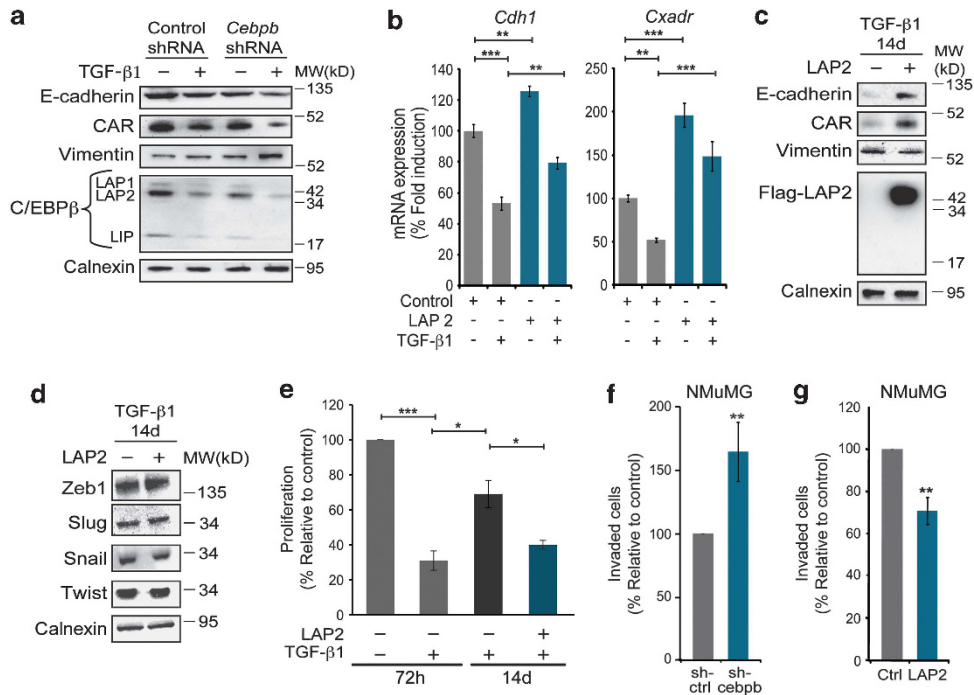 a
Control shRNA
Cebpb shRNA
TGF-β1 – + – + MW(kD)
E-cadherin
135
CAR
52
Vimentin
52
C/EBPβ
LAP1
LAP2
LIP
42
34
17
Calnexin
95
b
Cdh1
mRNA expression (% Fold induction)
140
120
100
80
60
40
20
0
**
***
**
Control + + - -
LAP 2 - - + +
TGF-β1 - + - +
Cxadr
300
250
200
150
100
50
0
***
**
***
+ + - -
- - + +
- + - +
c
TGF-β1
14d
MW (kD)
LAP2 – +
E-cadherin
135
CAR
52
Vimentin
52
Flag-LAP2
42
34
17
Calnexin
95
d
TGF-β1
14d
LAP2 – + MW(kD)
Zeb1
135
Slug
34
Snail
34
Twist
34
Calnexin
95
e
Proliferation (% Relative to control)
120
100
80
60
40
20
0
***
*
*
LAP2 +
TGF-β1 – + + +
72h
14d
f
NMuMG
Invaded cells (% Relative to control)
200
150
100
50
0
**
sh-ctrl
sh-cebpb
g
NMuMG
Invaded cells (% Relative to control)
120
100
80
60
40
20
0
**
Ctrl
LAP2